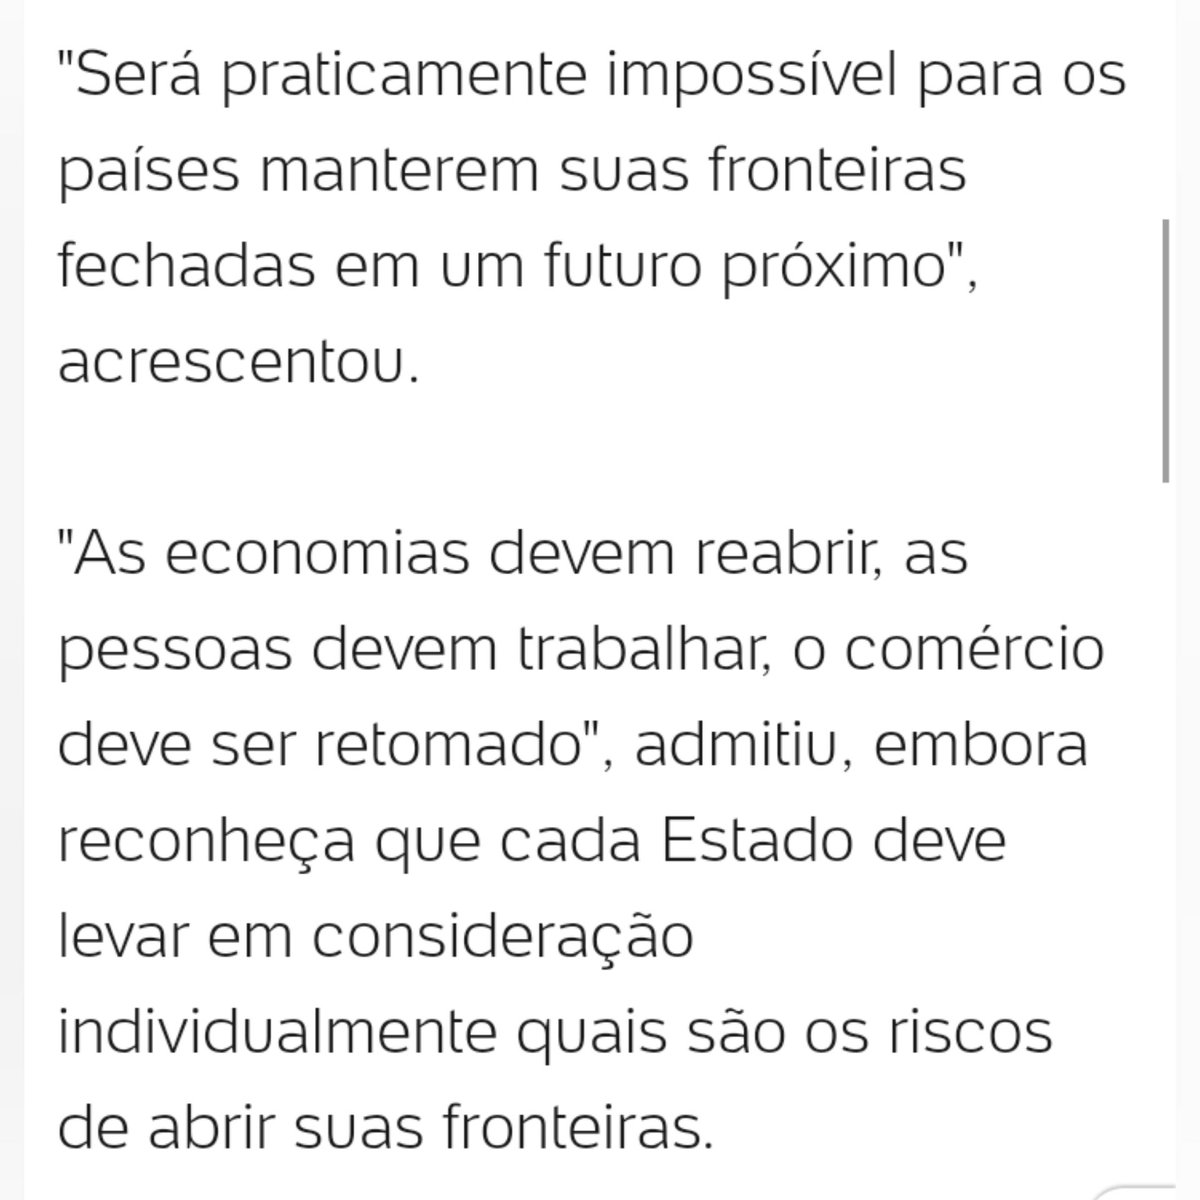 "Será praticamente impossível para os
países manterem suas fronteiras
fechadas em um futuro próximo",
acrescentou.
"As economias devem reabrir, as
pessoas devem trabalhar, o comércio
deve ser retomado", admitiu, embora
reconheça que cada Estado deve
levar em consideração
individualmente quais são os riscos
de abrir suas fronteiras.